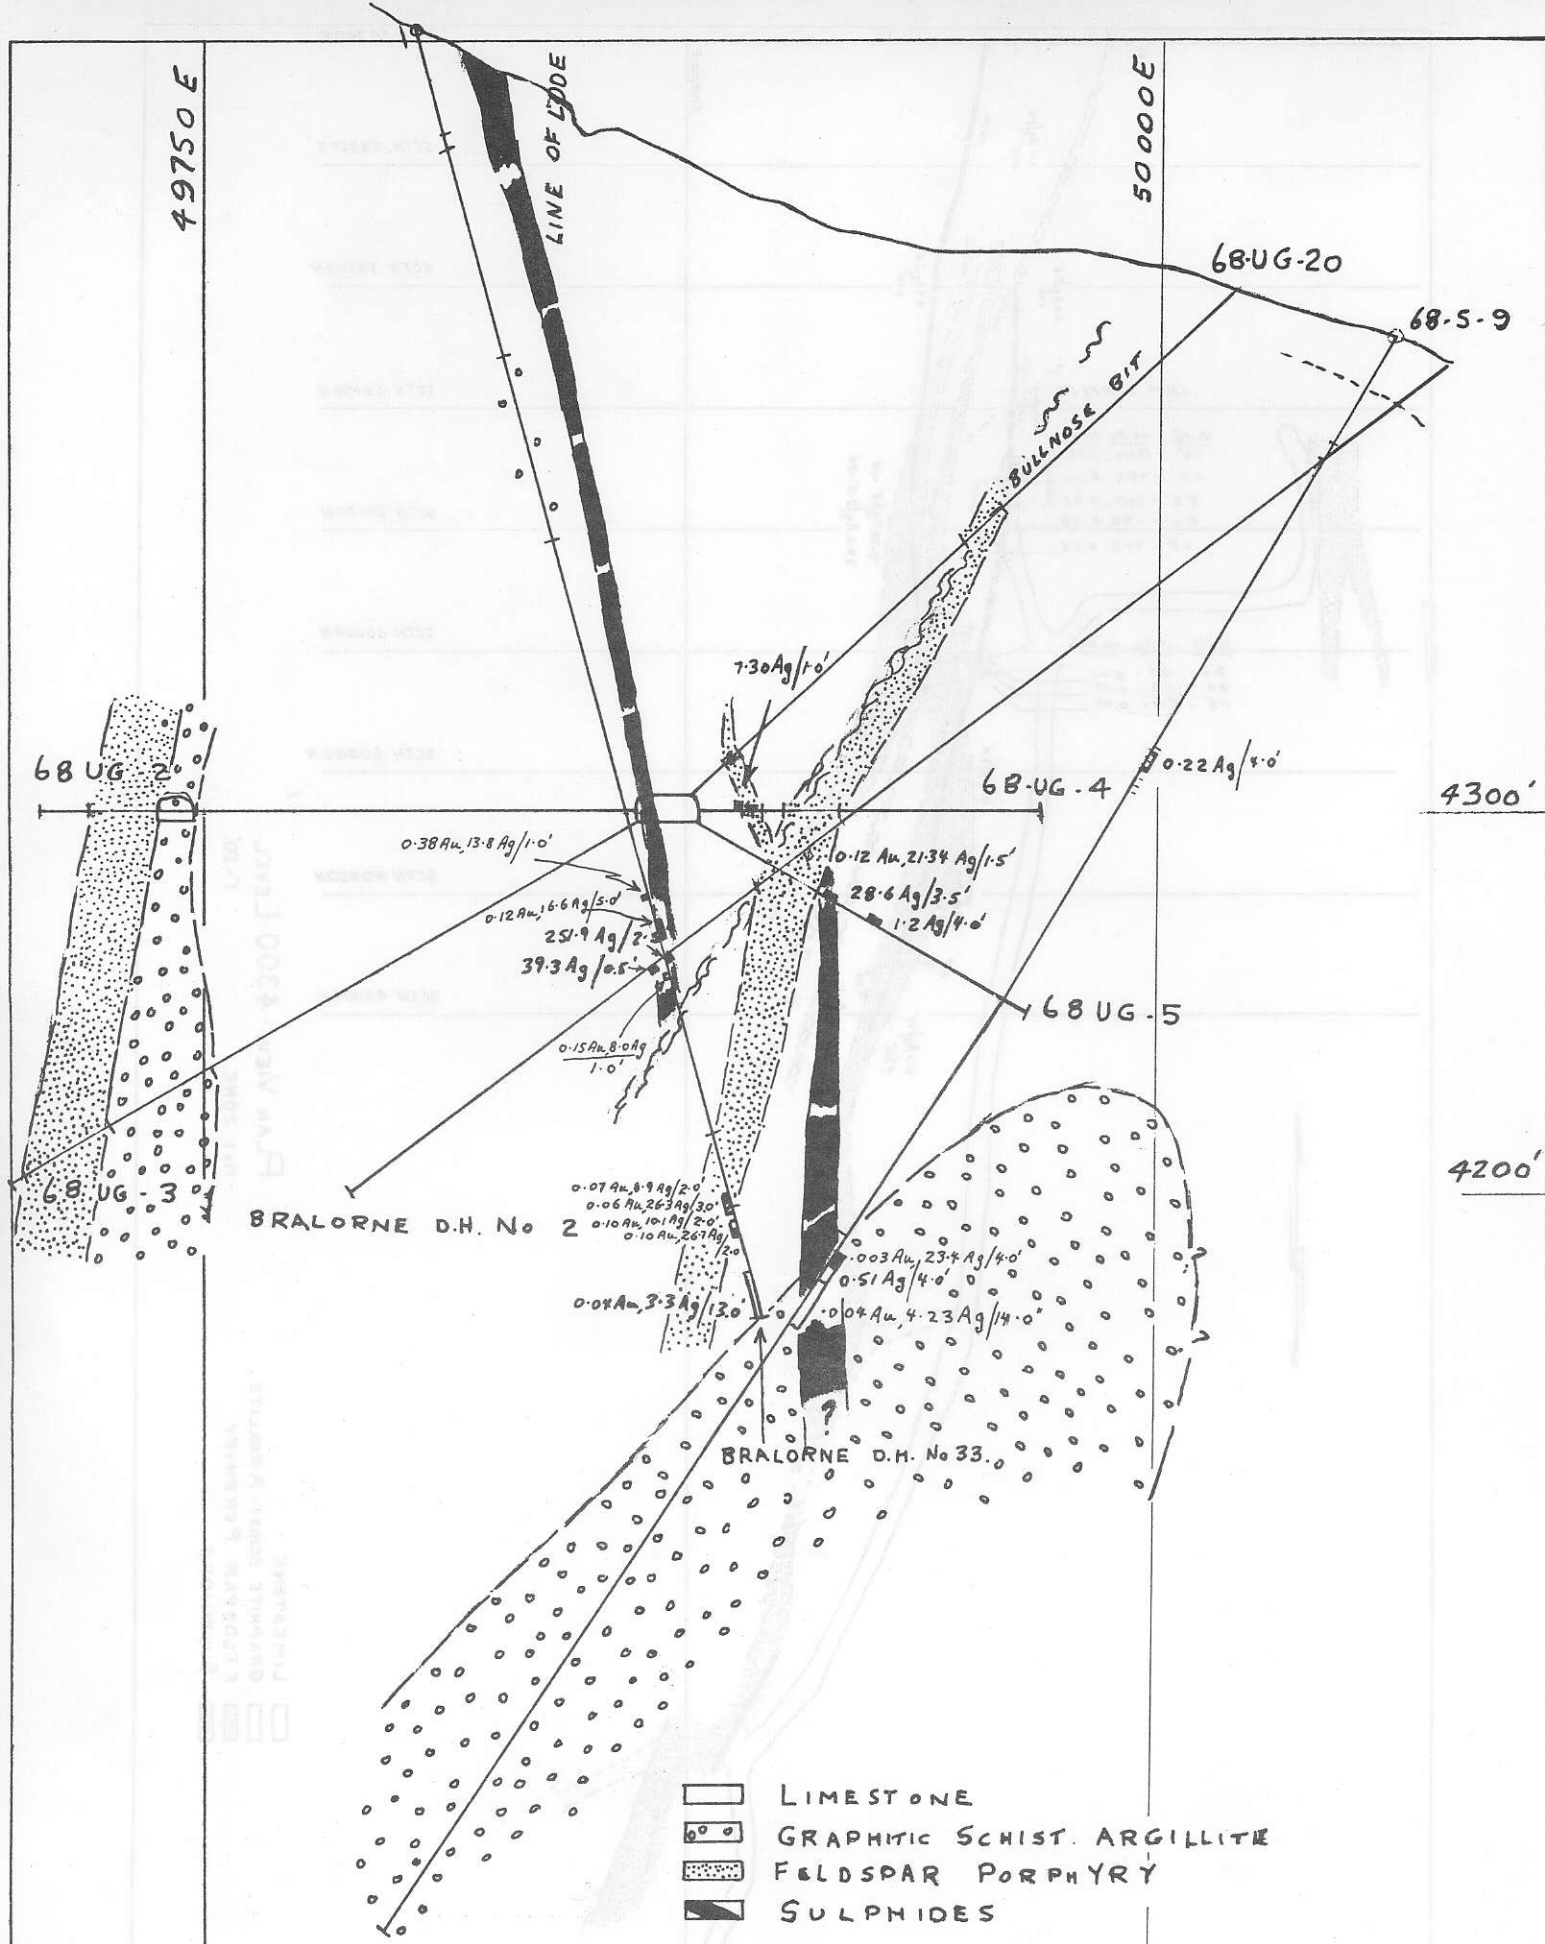 49750 E
LINE OF LODE
50000E
68-UG-20
68-S-9
BULLNOSE BIT
7.30 Ag/1.0'
68 UG - 2
68-UG-4
0.22 Ag/4.0'
4300'
0.38 Au, 13.8 Ag/1.0'
0.12 Au, 21.34 Ag/1.5'
28.6 Ag/3.5'
1.2 Ag/4.0'
0.12 Au, 16.6 Ag/5.0'
251.9 Ag/2.5'
39.3 Ag/0.5'
68 UG-5
0.15 Au, 8.0 Ag
1.0'
4200'
68 UG-3
BRALORNE D.H. No 2
0.07 Au, 8.9 Ag/2.0'
0.06 Au, 26.3 Ag/3.0'
0.10 Au, 10.1 Ag/2.0'
0.10 Au, 26.7 Ag/
2.0
.003 Au, 23.4 Ag/4.0'
0.51 Ag/4.0'
0.04 Au, 3.3 Ag/13.0'
0.04 Au, 4.23 Ag/14.0'
?
BRALORNE D.H. No 33.
LIMESTONE
GRAPHITIC SCHIST. ARGILLITE
FELDSPAR PORPHYRY
SULPHIDES